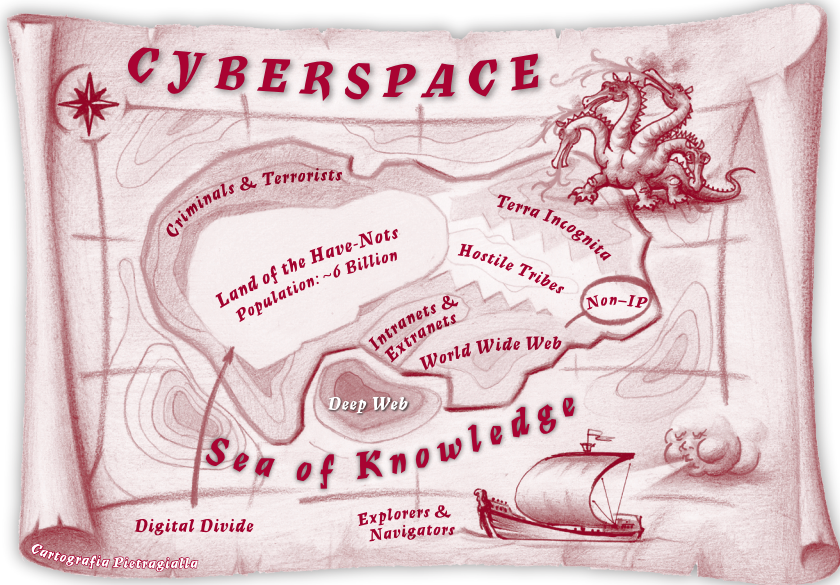 CYBERSPACE
Criminals & Terrorists
Terra Incognita
Land of the Have-Nots
Population: ~6 Billion
Hostile Tribes
Non-IP
Intranets &
Extranets
World Wide Web
Deep Web
Sea of Knowledge
Digital Divide
Explorers &
Navigators
Cartografia Pietragialla